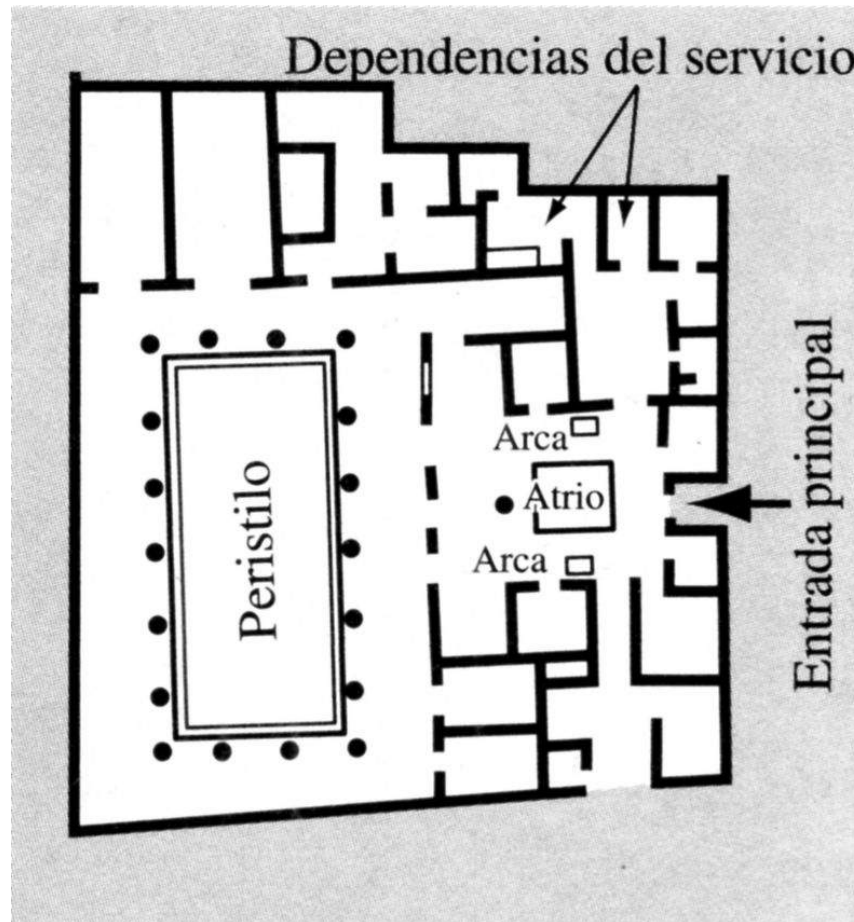 Dependencias del servicio
Arca
Atrio
Arca
Peristilo
Entrada principal